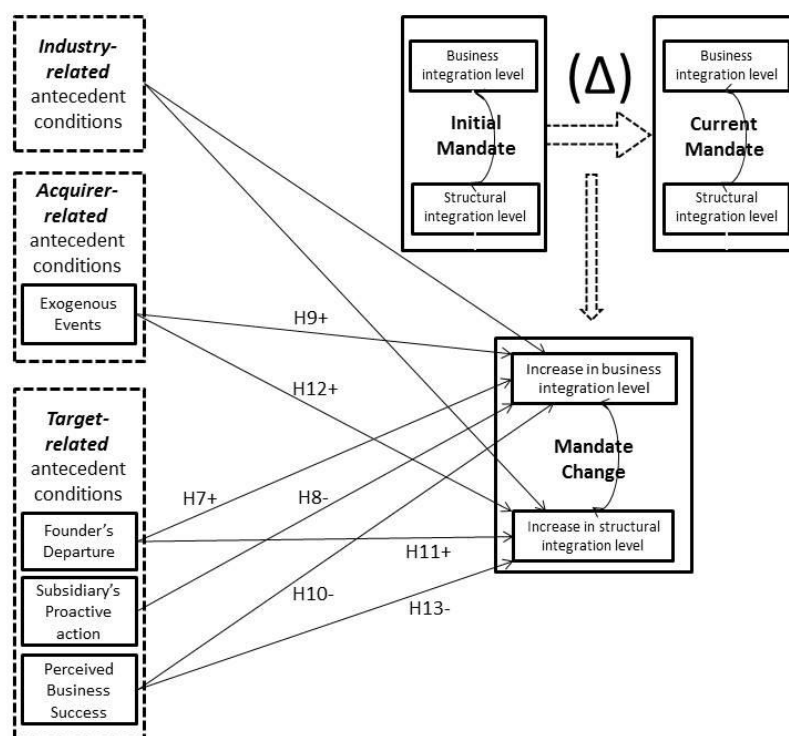 Industry-
related
antecedent
conditions
Acquirer-
related
antecedent
conditions
Exogenous
Events
Target-
related
antecedent
conditions
Founder's
Departure
Subsidiary's
Proactive
action
Perceived
Business
Success
H9+
H12+
H7+
H8-
H11+
H10-
H13-
Business
integration level
Initial
Mandate
Structural
integration level
(Δ)
Business
integration level
Current
Mandate
Structural
integration level
Increase in business
integration level
Mandate
Change
Increase in structural
integration level